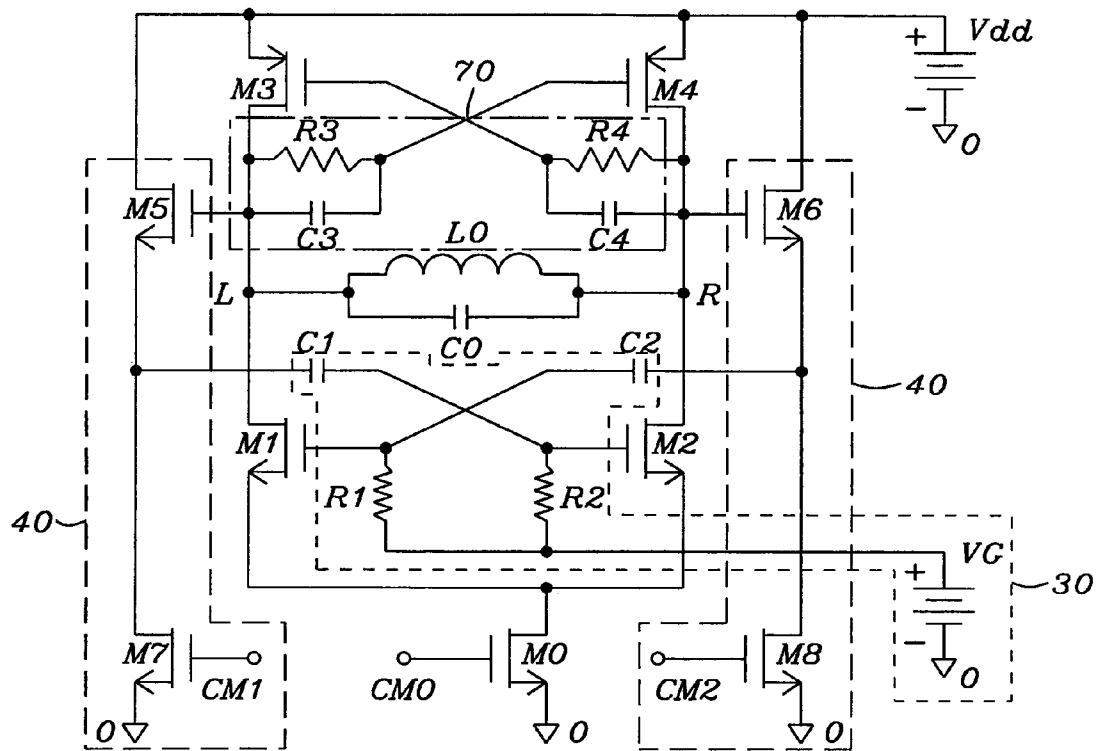 + Vdd
M3 70 M4
R3 R4 - 0
M5 M6
C3 L0 C4
L R
C1 C0 C2
40
M1 M2
R1 R2
40
VG
+
30
M7 M0 M8 -
CM1 CM0 CM2 0
0 0 0